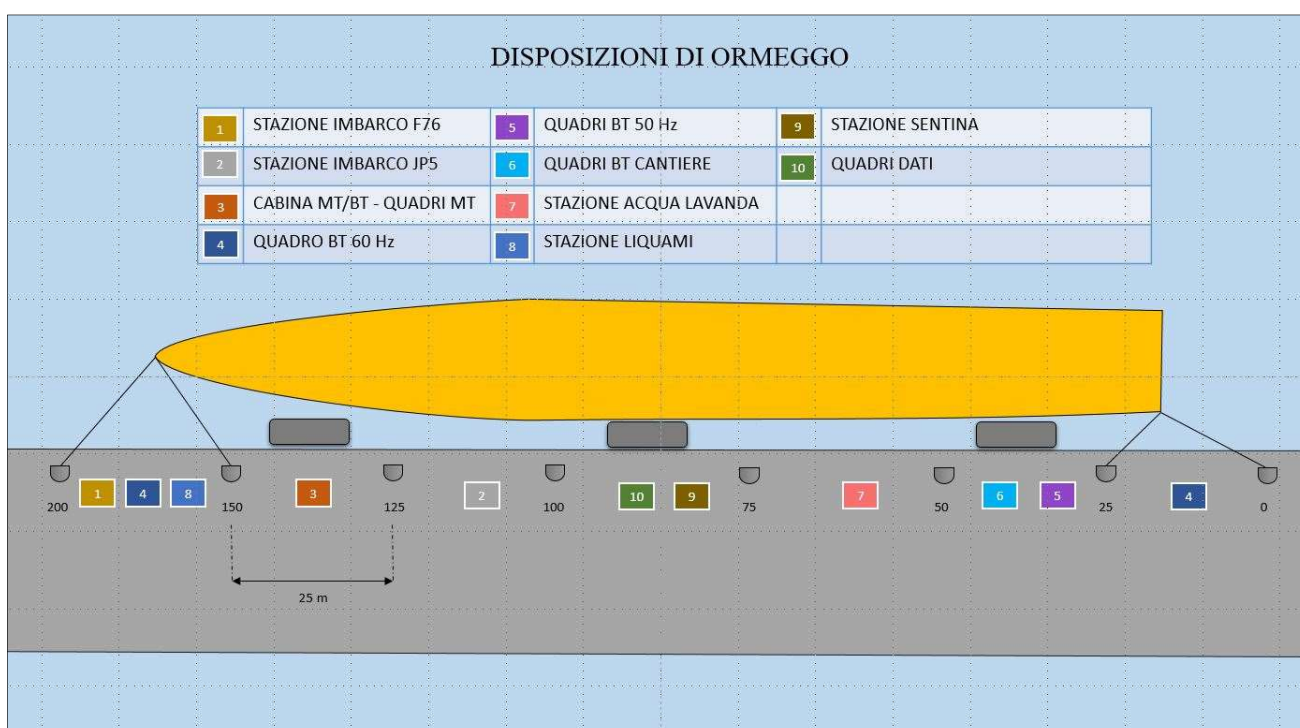 DISPOSIZIONI DI ORMEGGO
1 STAZIONE IMBARCO F76 5 QUADRI BT 50 Hz 9 STAZIONE SENTINA
2 STAZIONE IMBARCO JP5 6 QUADRI BT CANTIERE 10 QUADRI DATI
3 CABINA MT/BT - QUADRI MT 7 STAZIONE ACQUA LAVANDA
4 QUADRO BT 60 Hz 8 STAZIONE LIQUAMI
1 4 8 3 2 10 9 7 6 5 4
200 150 125 100 75 50 25 0
25 m